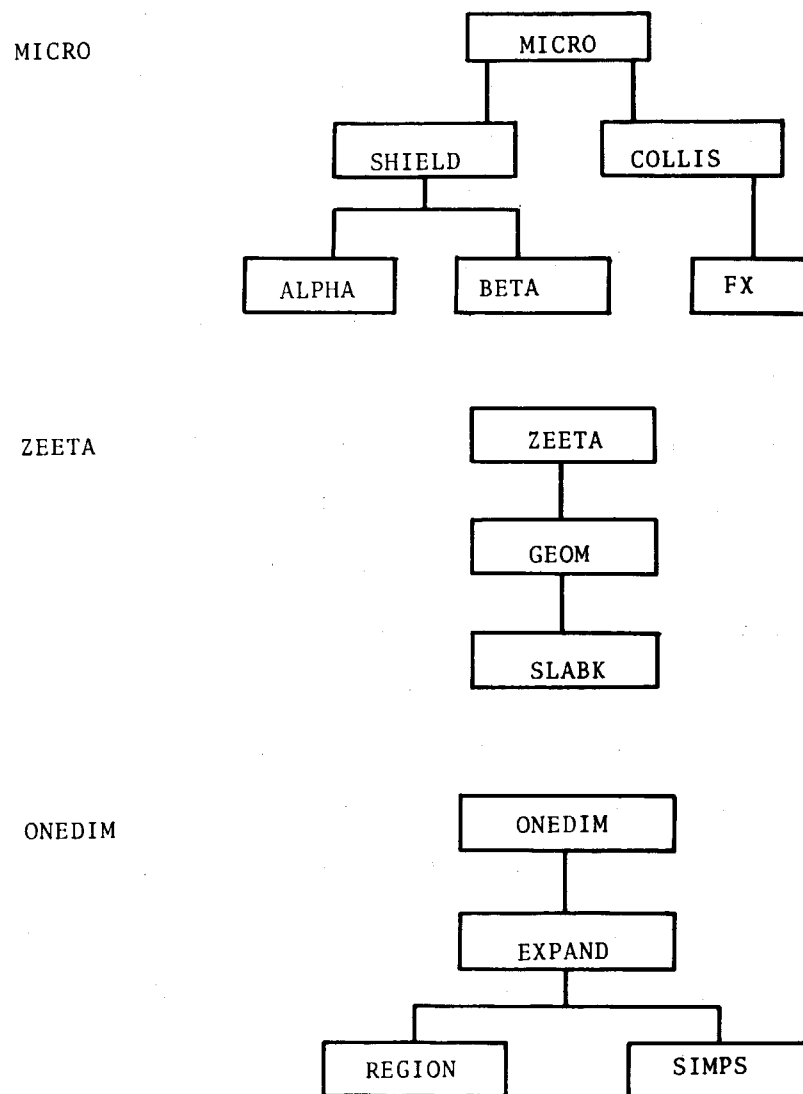 MICRO
MICRO
SHIELD
COLLIS
ALPHA
BETA
FX
ZEETA
ZEETA
GEOM
SLABK
ONEDIM
ONEDIM
EXPAND
REGION
SIMPS